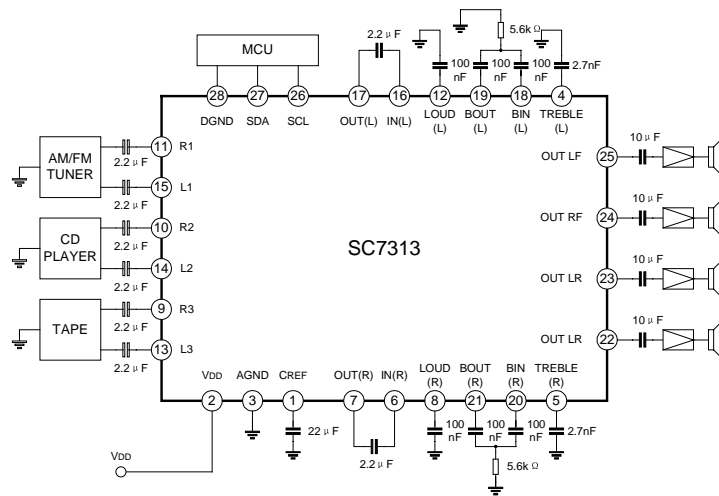 5.6k Ω
MCU
2.2 μ F
100
nF
100
nF
100
nF
2.7nF
28
27
26
17
16
12
19
18
4
DGND
SDA
SCL
OUT(L)
IN(L)
LOUD
(L)
BOUT
(L)
BIN
(L)
TREBLE
(L)
AM/FM
TUNER
2.2 μ F
11
R1
2.2 μ F
15
L1
CD
PLAYER
2.2 μ F
10
R2
2.2 μ F
14
L2
TAPE
2.2 μ F
9
R3
2.2 μ F
13
L3
SC7313
OUT LF
25
10 μ F
OUT RF
24
10 μ F
OUT LR
23
10 μ F
OUT LR
22
10 μ F
VDD
AGND
CREF
OUT(R)
IN(R)
LOUD
(R)
BOUT
(R)
BIN
(R)
TREBLE
(R)
2
3
1
7
6
8
21
20
5
VDD
22 μ F
2.2 μ F
100
nF
100
nF
100
nF
2.7nF
5.6k Ω